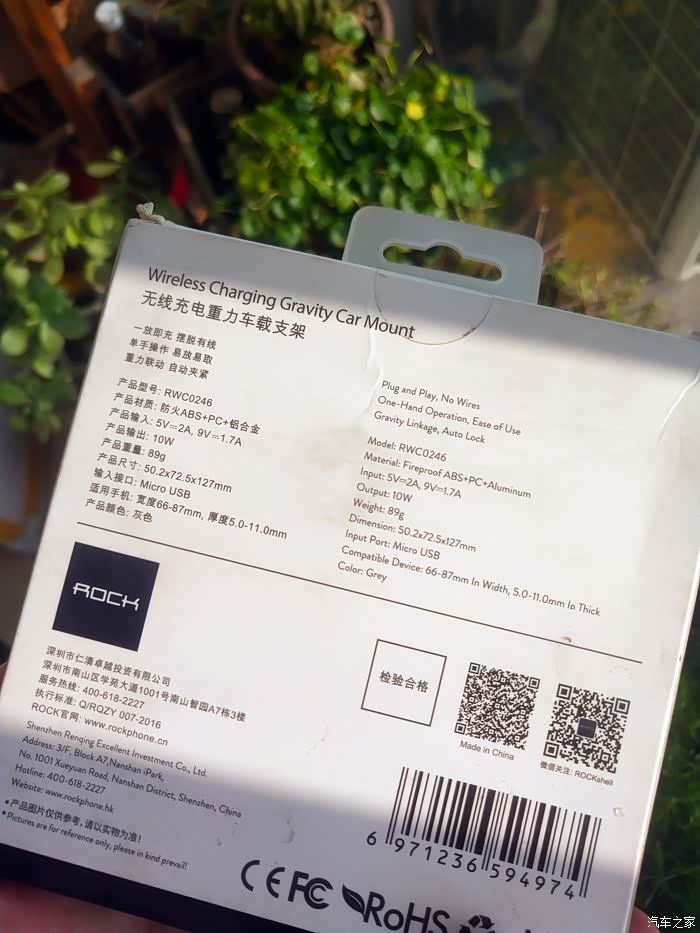 Wireless Charging Gravity Car Mount
无线充电重力车载支架
一放即充 摆脱有线
单手操作 易放易取
重力联动 自动夹紧
产品型号: RWC0246
产品材质: 防火ABS+PC+铝合金
产品输入: 5V⎓2A, 9V⎓1.7A
产品输出: 10W
产品重量: 89g
产品尺寸: 50.2x72.5x127mm
输入接口: Micro USB
适用手机: 宽度66-87mm, 厚度5.0-11.0mm
产品颜色: 灰色
Plug and Play, No Wires
One-Hand Operation, Ease of Use
Gravity Linkage, Auto Lock
Model: RWC0246
Material: Fireproof ABS+PC+Aluminum
Input: 5V⎓2A, 9V⎓1.7A
Output: 10W
Weight: 89g
Dimension: 50.2x72.5x127mm
Input Port: Micro USB
Compatible Device: 66-87mm In Width, 5.0-11.0mm In Thick
Color: Grey
ROCK
深圳市仁清卓越投资有限公司
深圳市南山区学苑大道1001号南山智园A7栋3楼
服务热线: 400-618-2227
执行标准: Q/RQZY 007-2016
ROCK官网: www.rockphone.cn
Shenzhen Renqing Excellent Investment Co., Ltd.
Address: 3/F, Block A7,Nanshan iPark,
No. 1001 Xueyuan Road, Nanshan District, Shenzhen, China
Hotline: 400-618-2227
Website: www.rockphone.hk
*产品图片仅供参考, 请以实物为准!
*Pictures are for reference only, please in kind prevail!
检验合格
Made in China
微信关注: ROCKshell
6 971236 594974
CE FC RoHS
汽车之家